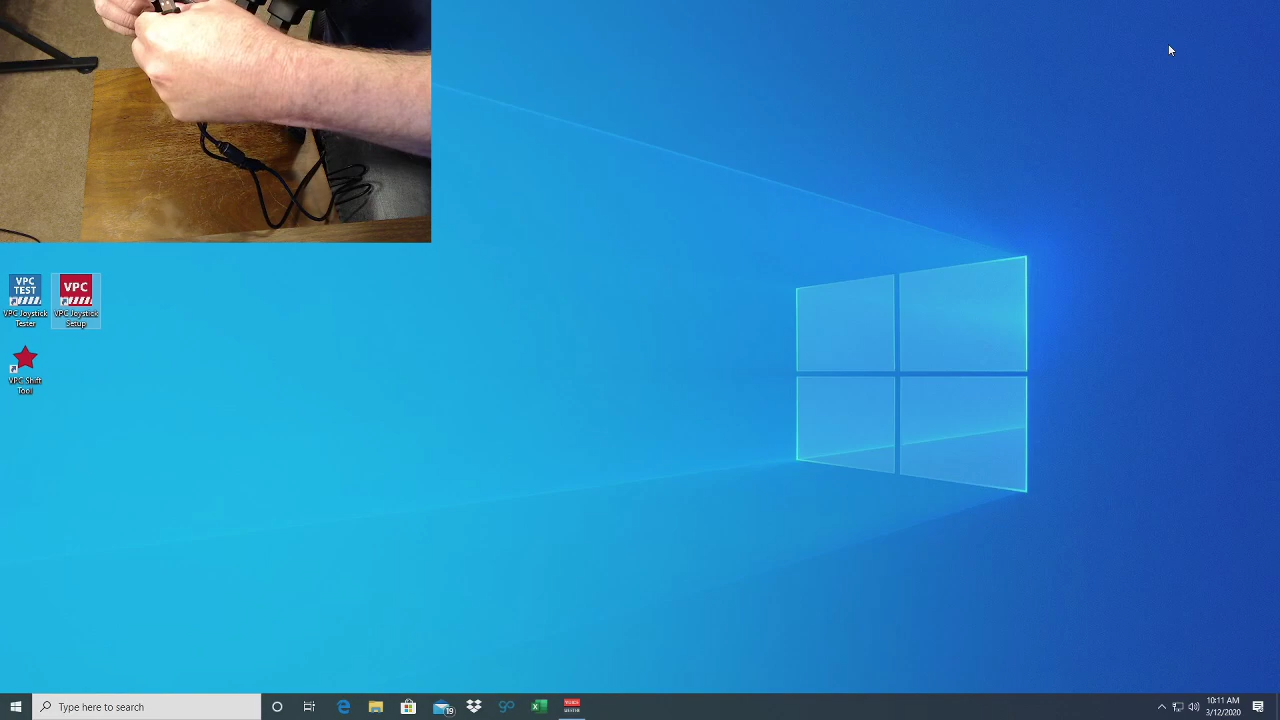 VPC
TEST
VPC Joystick
Tester
VPC
VPC Joystick
Setup
VPC Shift
Tool
Type here to search
19
10:11 AM
3/12/2020